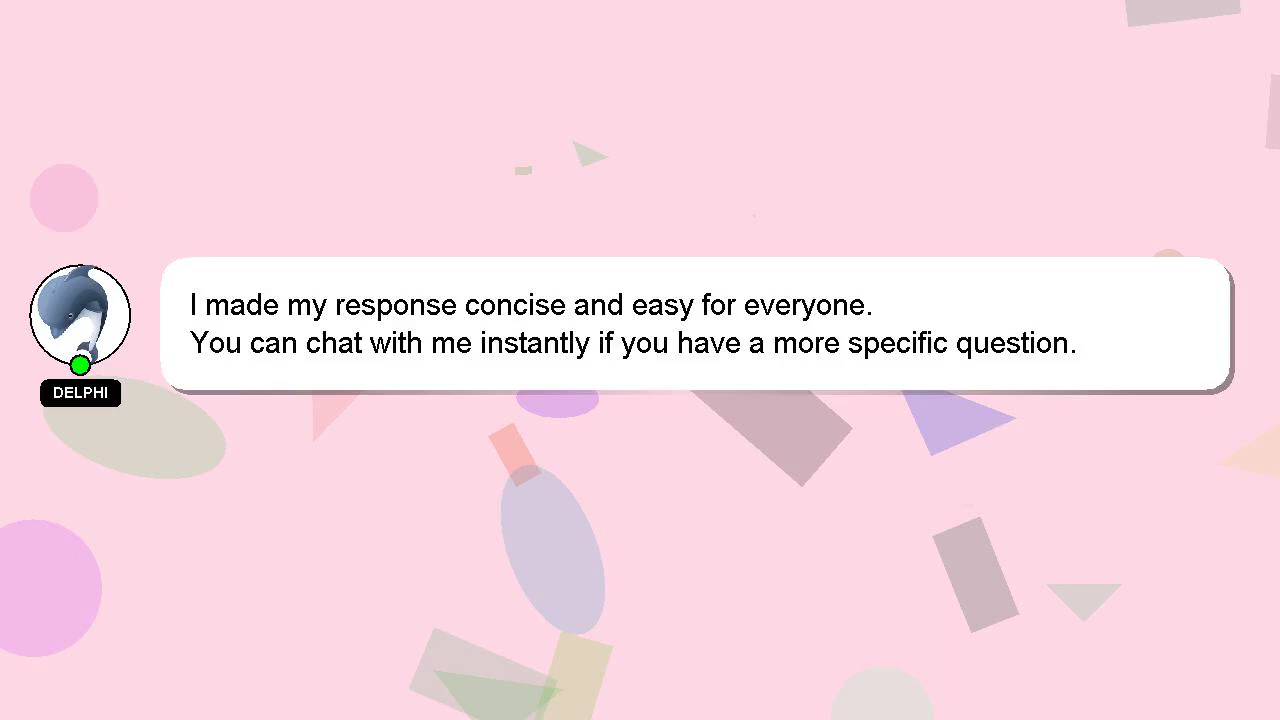 I made my response concise and easy for everyone.
You can chat with me instantly if you have a more specific question.
DELPHI